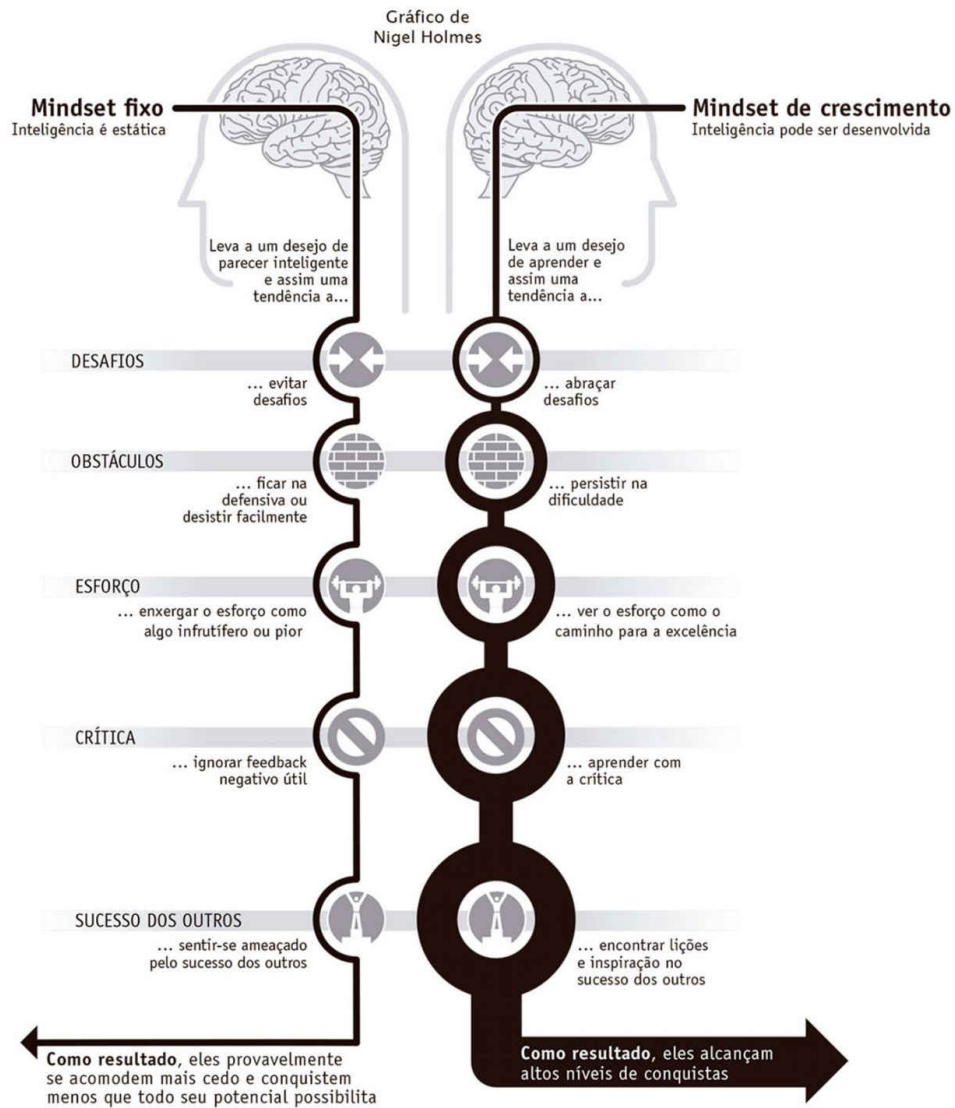 Gráfico de
Nigel Holmes
Mindset fixo
Inteligência é estática
Mindset de crescimento
Inteligência pode ser desenvolvida
Leva a um desejo de
parecer inteligente
e assim uma
tendência a...
Leva a um desejo
de aprender e
assim uma
tendência a...
DESAFIOS
... evitar
desafios
... abraçar
desafios
OBSTÁCULOS
... ficar na
defensiva ou
desistir facilmente
... persistir na
dificuldade
ESFORÇO
... enxergar o esforço como
algo infrutífero ou pior
... ver o esforço como o
caminho para a excelência
CRÍTICA
... ignorar feedback
negativo útil
... aprender com
a crítica
SUCESSO DOS OUTROS
... sentir-se ameaçado
pelo sucesso dos outros
... encontrar lições
e inspiração no
sucesso dos outros
Como resultado, eles provavelmente
se acomodem mais cedo e conquistem
menos que todo seu potencial possibilita
Como resultado, eles alcançam
altos níveis de conquistas